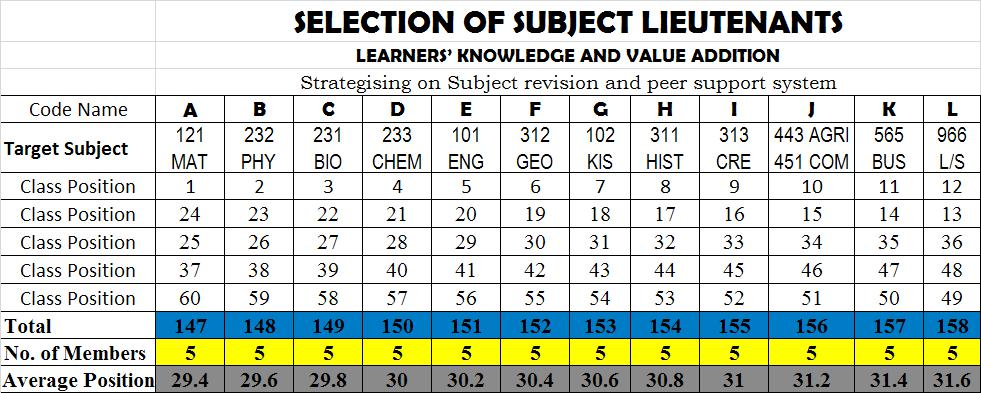 SELECTION OF SUBJECT LIEUTENANTS
LEARNERS' KNOWLEDGE AND VALUE ADDITION
Strategising on Subject revision and peer support system
Code Name A B C D E F G H I J K L
Target Subject 121 MAT 232 PHY 231 BIO 233 CHEM 101 ENG 312 GEO 102 KIS 311 HIST 313 CRE 443 AGRI 451 COM 565 BUS 966 L/S
Class Position 1 2 3 4 5 6 7 8 9 10 11 12
Class Position 24 23 22 21 20 19 18 17 16 15 14 13
Class Position 25 26 27 28 29 30 31 32 33 34 35 36
Class Position 37 38 39 40 41 42 43 44 45 46 47 48
Class Position 60 59 58 57 56 55 54 53 52 51 50 49
Total 147 148 149 150 151 152 153 154 155 156 157 158
No. of Members 5 5 5 5 5 5 5 5 5 5 5 5
Average Position 29.4 29.6 29.8 30 30.2 30.4 30.6 30.8 31 31.2 31.4 31.6